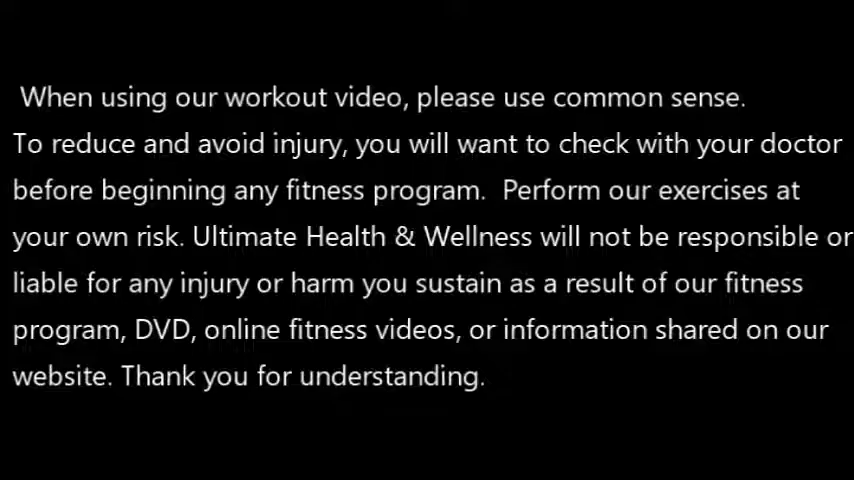 When using our workout video, please use common sense.
To reduce and avoid injury, you will want to check with your doctor
before beginning any fitness program.  Perform our exercises at
your own risk. Ultimate Health & Wellness will not be responsible or
liable for any injury or harm you sustain as a result of our fitness
program, DVD, online fitness videos, or information shared on our
website. Thank you for understanding.